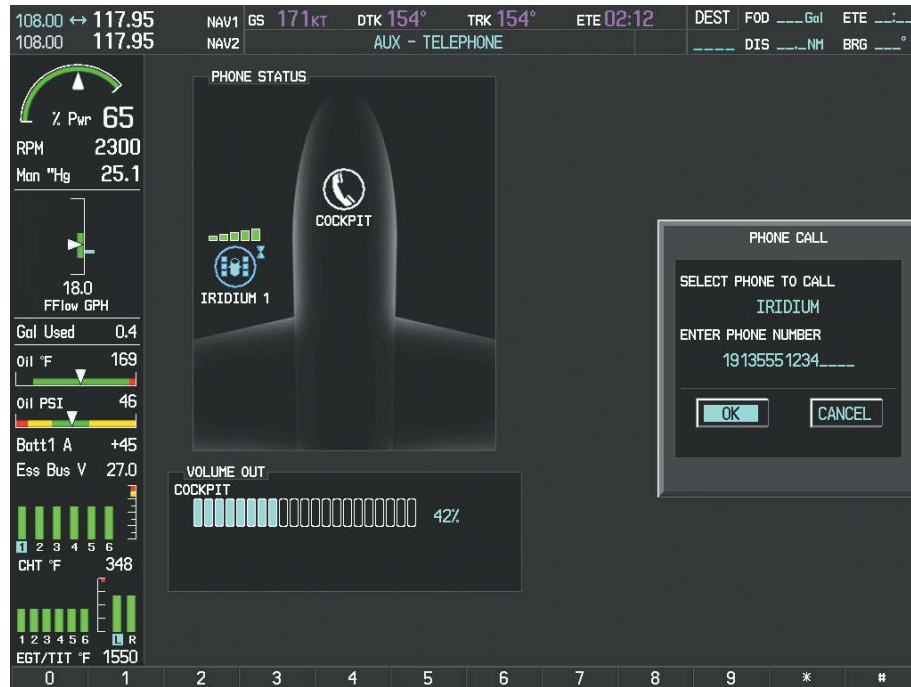 108.00 ↔ 117.95 NAV1 GS 171KT DTK 154° TRK 154° ETE 02:12 DEST FOD ___Gal ETE __:__
108.00 117.95 NAV2 AUX - TELEPHONE ____ DIS __._NM BRG ___°
% Pwr 65
RPM 2300
Man "Hg 25.1
18.0
FFlow GPH
Gal Used 0.4
Oil °F 169
Oil PSI 46
Batt1 A +45
Ess Bus V 27.0
1 2 3 4 5 6
CHT °F 348
1 2 3 4 5 6 L R
EGT/TIT °F 1550
PHONE STATUS
COCKPIT
IRIDIUM 1
VOLUME OUT
COCKPIT
42%
PHONE CALL
SELECT PHONE TO CALL
IRIDIUM
ENTER PHONE NUMBER
19135551234____
OK CANCEL
0 1 2 3 4 5 6 7 8 9 * #